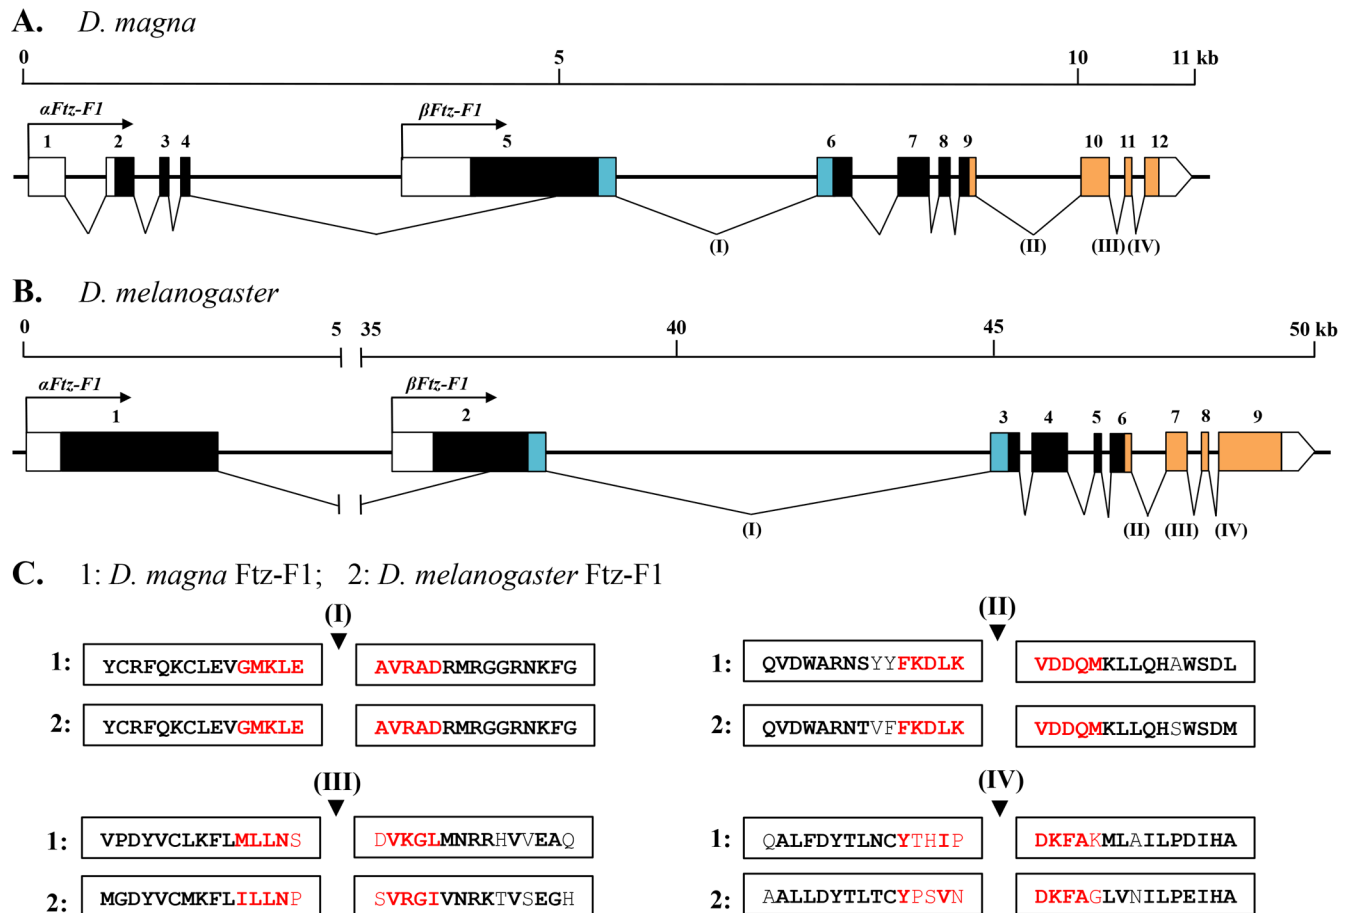 A. D. magna
0 5 10 11 kb
αFtz-F1 βFtz-F1
1 2 3 4 5 6 7 8 9 10 11 12
(I) (II) (III) (IV)
B. D. melanogaster
0 5 35 40 45 50 kb
αFtz-F1 βFtz-F1
1 2 3 4 5 6 7 8 9
(I) (II) (III) (IV)
C. 1: D. magna Ftz-F1; 2: D. melanogaster Ftz-F1
(I)
1: YCRFQKCLEVGMKLE AVRADRMRGGRNKFG
2: YCRFQKCLEVGMKLE AVRADRMRGGRNKFG
(II)
1: QVDWARNSYYFKDLK VDDQMKLLQHAWSDL
2: QVDWARNTVFFKDLK VDDQMKLLQHSWSDM
(III)
1: VPDYVCLKFLMLLNS DVKGLMNRRHVVEAQ
2: MGDYVCMKFLILLNP SVRGIVNRKTVSEGH
(IV)
1: QALFDYTLNCYTHIP DKFAKMLAILPDIHA
2: AALLDYTLTCYPSVN DKFAGLVNILPEIHA